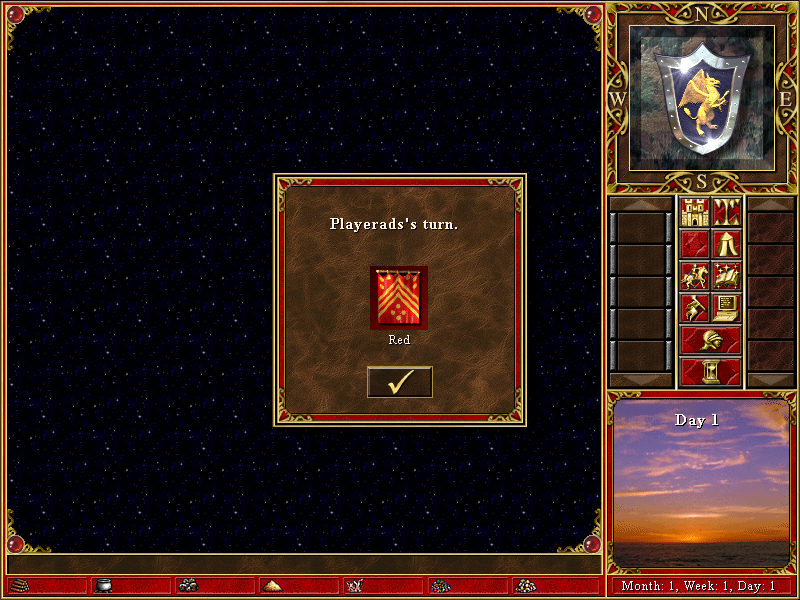 N
W
E
S
Playerads's turn.
Red
Day 1
Month: 1, Week: 1, Day: 1